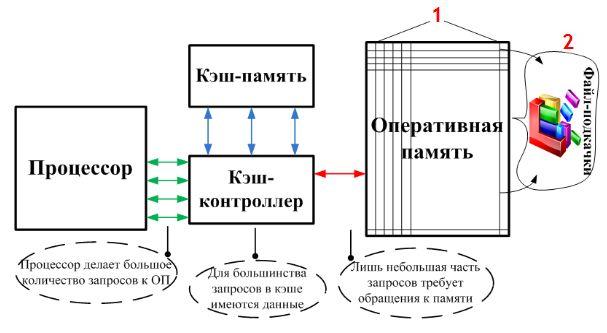 1
2
Кэш-память
Процессор
Кэш-
контроллер
Оперативная
память
Файл-подкачки
Процессор делает большое
количество запросов к ОП
Для большинства
запросов в кэше
имеются данные
Лишь небольшая часть
запросов требует
обращения к памяти